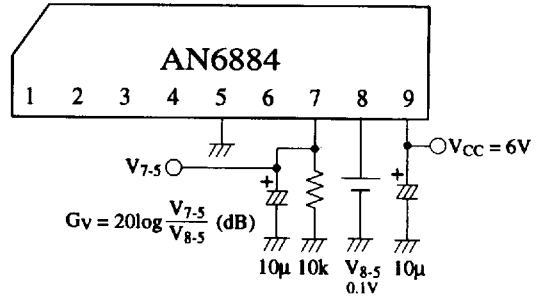 AN6884
1 2 3 4 5 6 7 8 9
V7-5
VCC = 6V
+
+
GV = 20log V7-5 / V8-5 (dB)
10μ 10k V8-5 10μ
0.1V